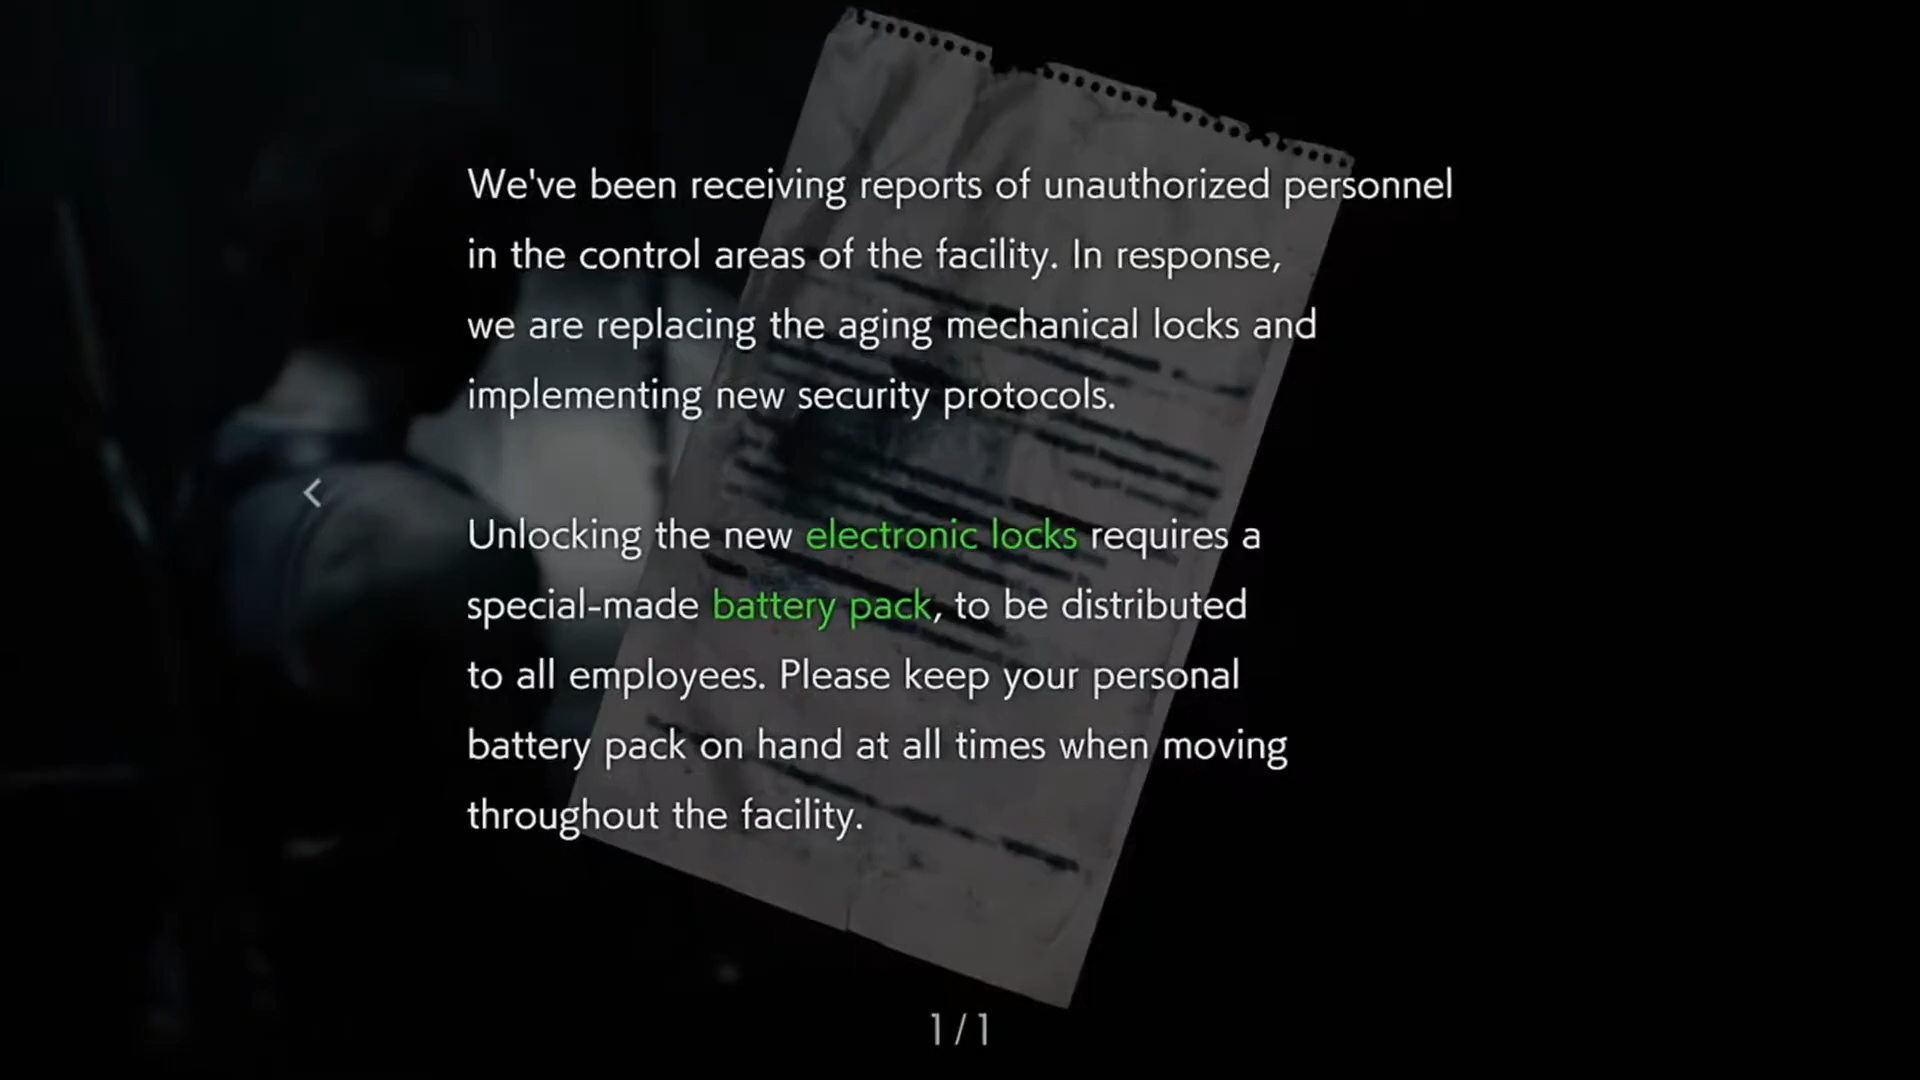 We've been receiving reports of unauthorized personnel
in the control areas of the facility. In response,
we are replacing the aging mechanical locks and
implementing new security protocols.
Unlocking the new electronic locks requires a
special-made battery pack, to be distributed
to all employees. Please keep your personal
battery pack on hand at all times when moving
throughout the facility.
1/1